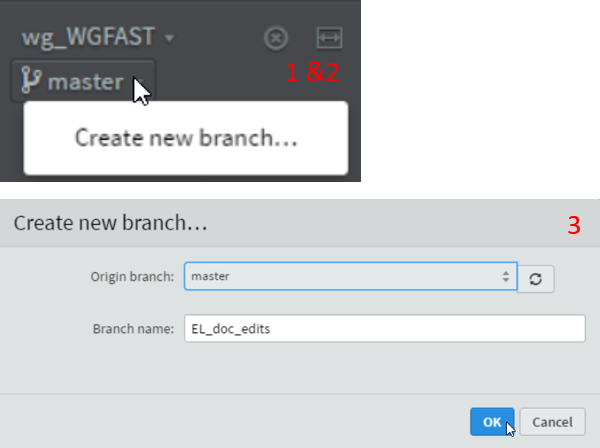 wg_WGFAST
master
1 &2
Create new branch...
Create new branch...
3
Origin branch: master
Branch name: EL_doc_edits
OK Cancel